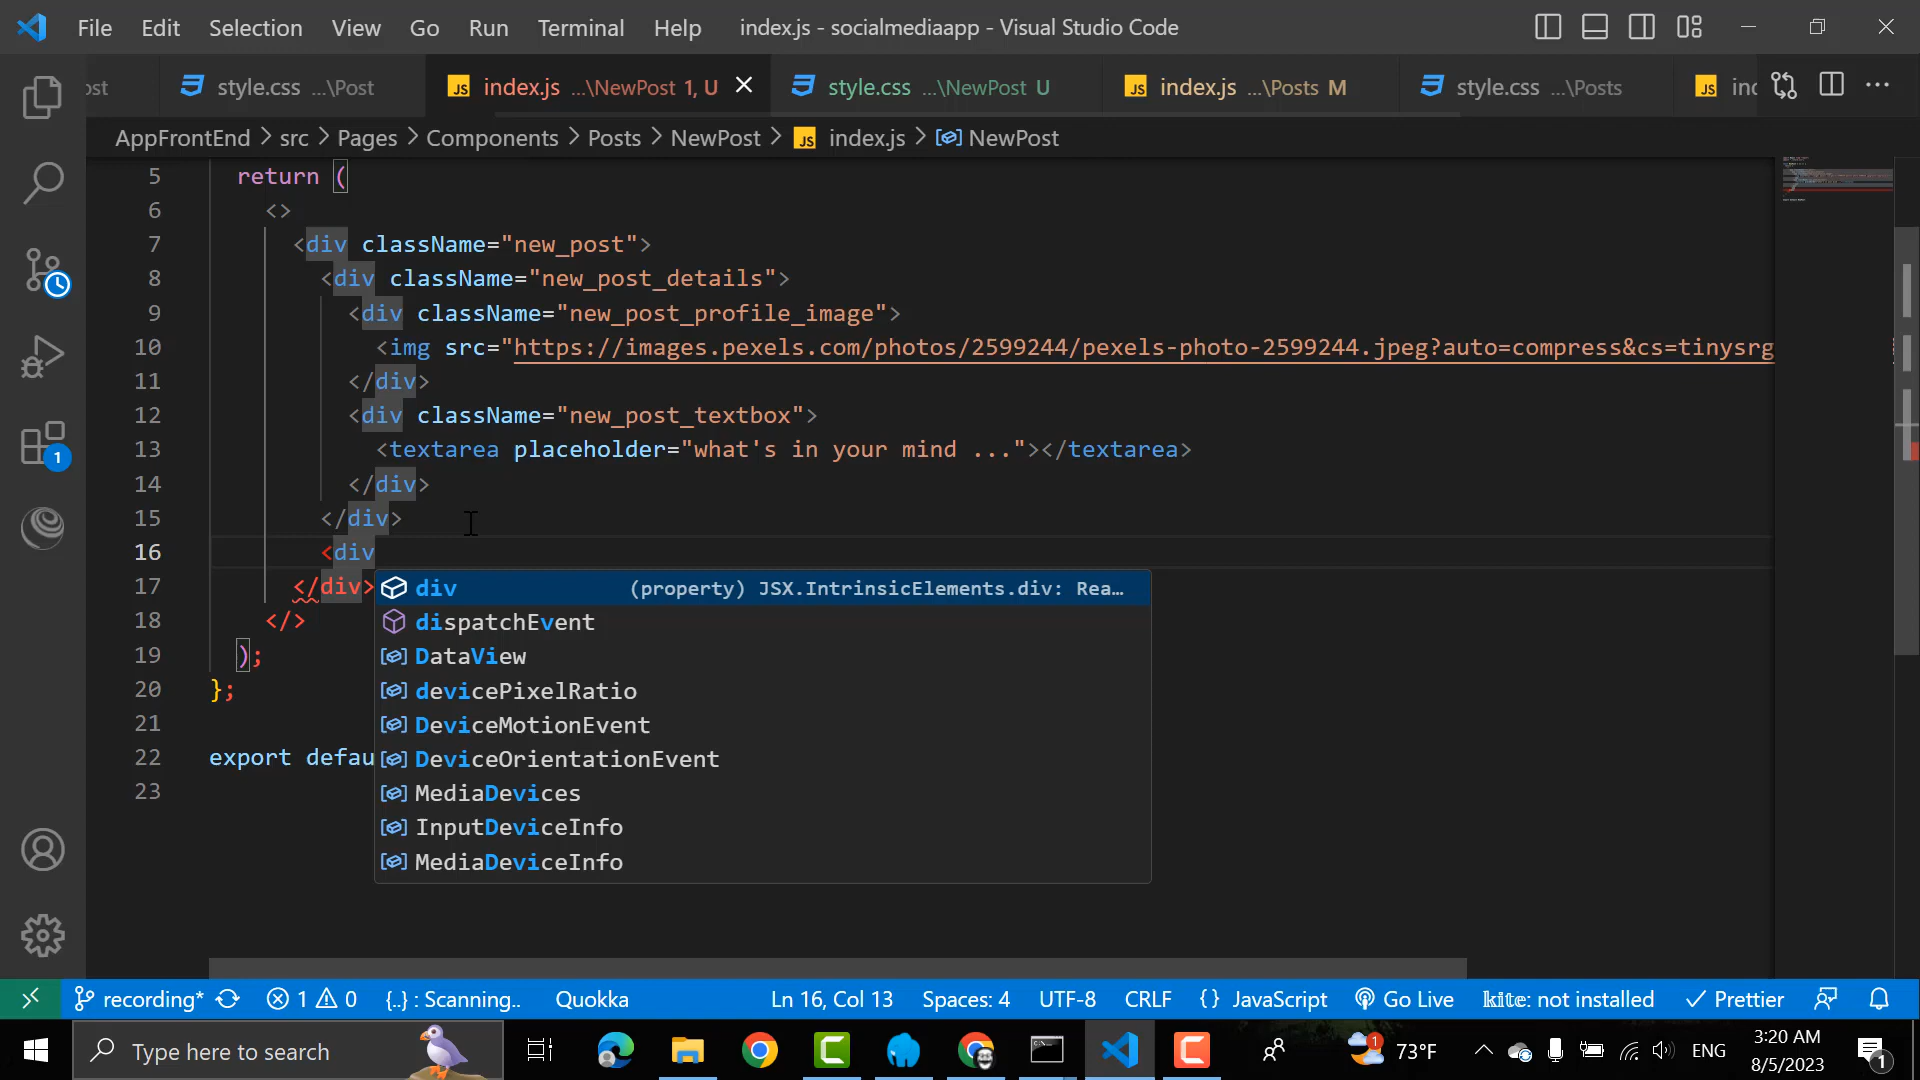 File Edit Selection View Go Run Terminal Help index.js - socialmediaapp - Visual Studio Code
ost style.css ...\Post index.js ...\NewPost 1, U style.css ...\NewPost U index.js ...\Posts M style.css ...\Posts inc
AppFrontEnd > src > Pages > Components > Posts > NewPost > index.js > NewPost
5 return (
6 <>
7 <div className="new_post">
8 <div className="new_post_details">
9 <div className="new_post_profile_image">
10 <img src="https://images.pexels.com/photos/2599244/pexels-photo-2599244.jpeg?auto=compress&cs=tinysrg
11 </div>
12 <div className="new_post_textbox">
13 <textarea placeholder="what's in your mind ..."></textarea>
14 </div>
15 </div>
16 <div
17 </div>
div (property) JSX.IntrinsicElements.div: Rea...
18 </>
dispatchEvent
DataView
19 );
20 };
devicePixelRatio
21
DeviceMotionEvent
22 export defau
DeviceOrientationEvent
23
MediaDevices
InputDeviceInfo
MediaDeviceInfo
1
recording* 1 0 {..} : Scanning.. Quokka Ln 16, Col 13 Spaces: 4 UTF-8 CRLF {} JavaScript Go Live kite: not installed Prettier
Type here to search 1 73°F ENG 3:20 AM 8/5/2023 1